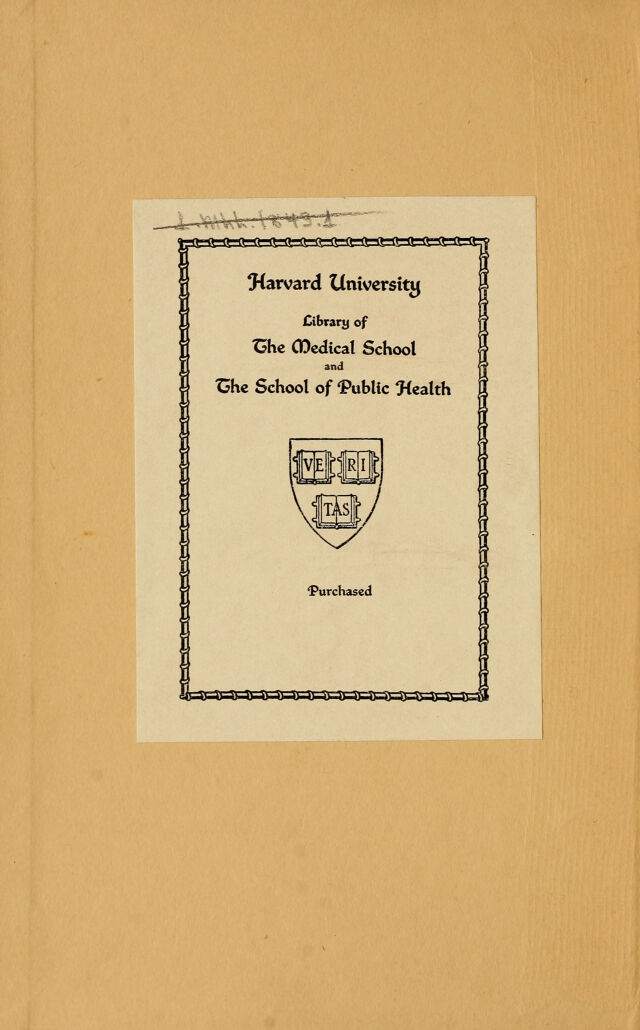 Harvard University
Library of
The Medical School
and
The School of Public Health
VE RI
TAS
Purchased